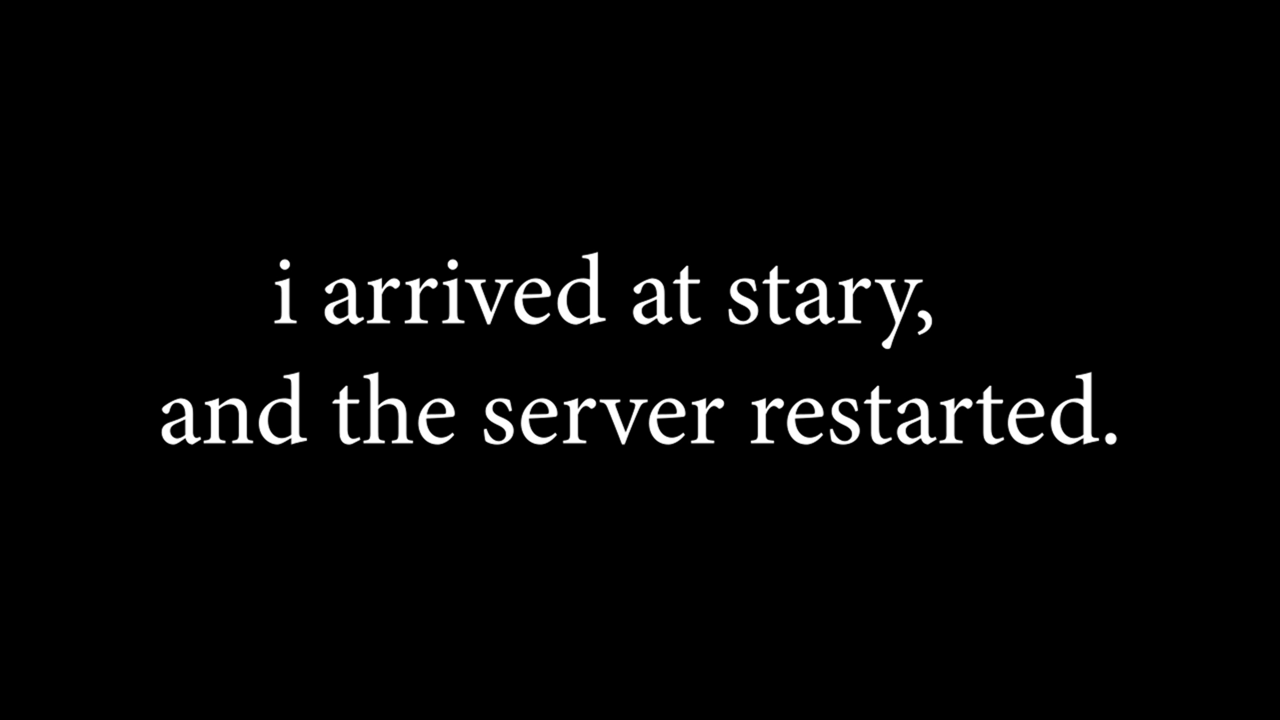 i arrived at stary,
and the server restarted.